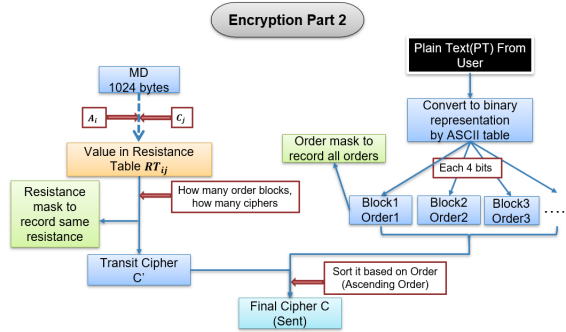 Encryption Part 2
Plain Text(PT) From
User
MD
1024 bytes
A_i
C_j
Convert to binary
representation
by ASCII table
Value in Resistance
Table RT_ij
Order mask to
record all orders
Each 4 bits
Resistance
mask to
record same
resistance
How many order blocks,
how many ciphers
Block1
Order1
Block2
Order2
Block3
Order3
....
Transit Cipher
C'
Sort it based on Order
(Ascending Order)
Final Cipher C
(Sent)